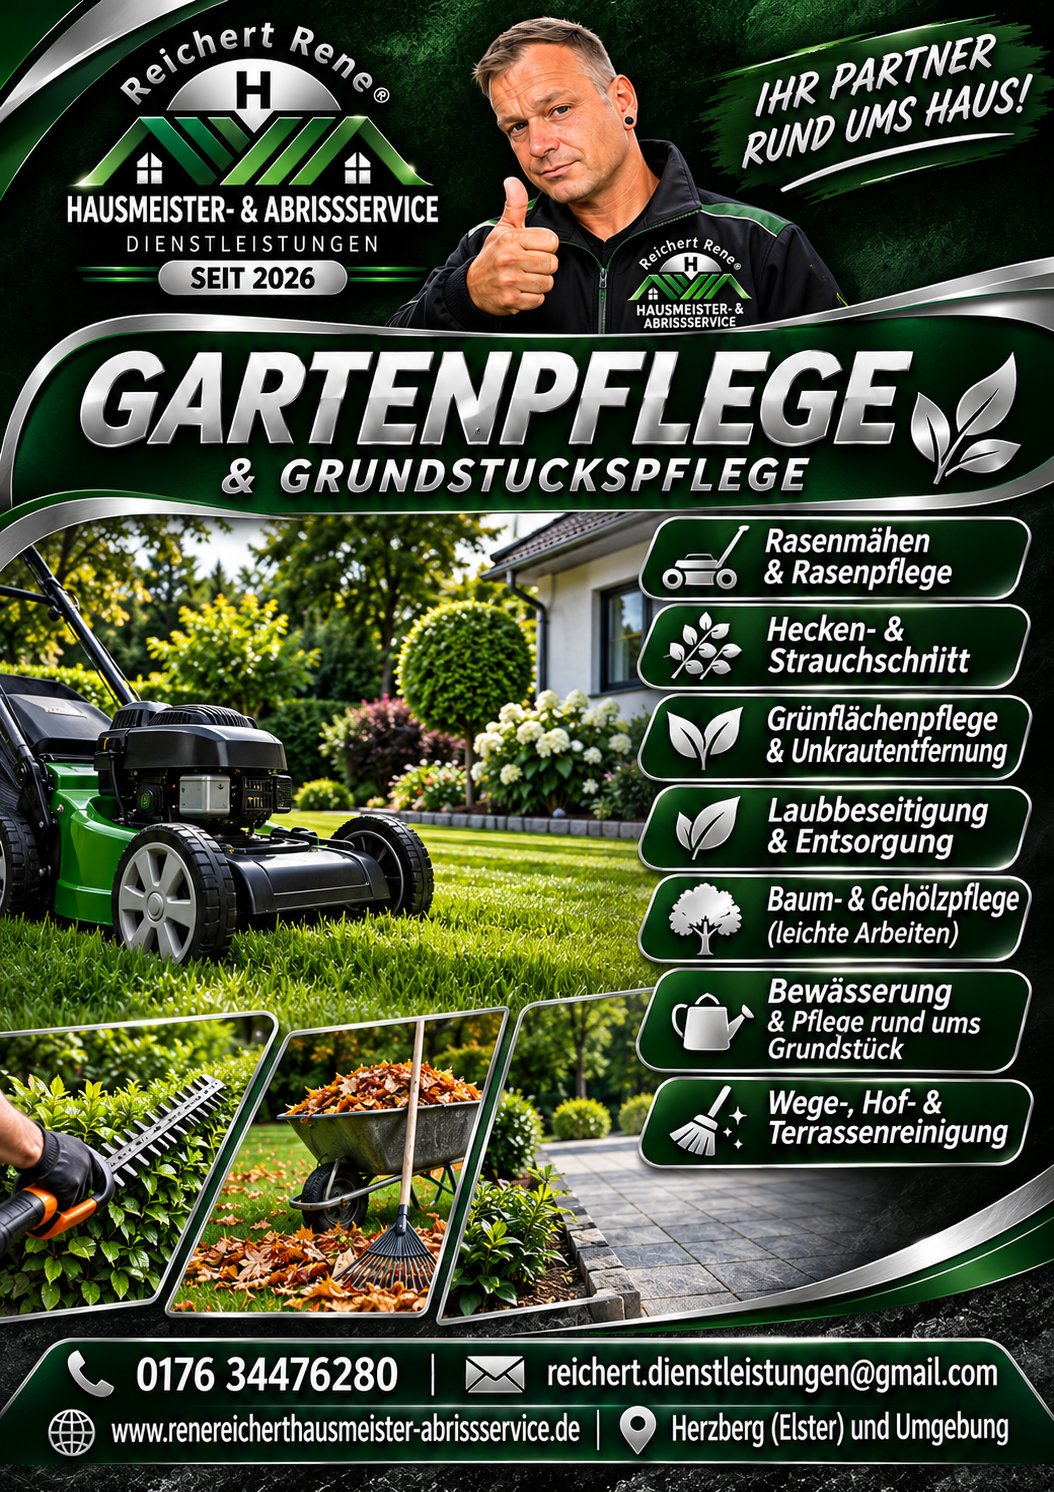 Reichert Rene®
H
HAUSMEISTER- & ABRISSSERVICE
DIENSTLEISTUNGEN
SEIT 2026
IHR PARTNER
RUND UMS HAUS!
Reichert Rene®
H
HAUSMEISTER- &
ABRISSSERVICE
GARTENPFLEGE
& GRUNDSTUCKSPFLEGE
Rasenmähen
& Rasenpflege
Hecken- &
Strauchschnitt
Grünflächenpflege
& Unkrautentfernung
Laubbeseitigung
& Entsorgung
Baum- & Gehölzpflege
(leichte Arbeiten)
Bewässerung
& Pflege rund ums
Grundstück
Wege-, Hof- &
Terrassenreinigung
0176 34476280 | reichert.dienstleistungen@gmail.com
www.renereicherthausmeister-abrissservice.de | Herzberg (Elster) und Umgebung